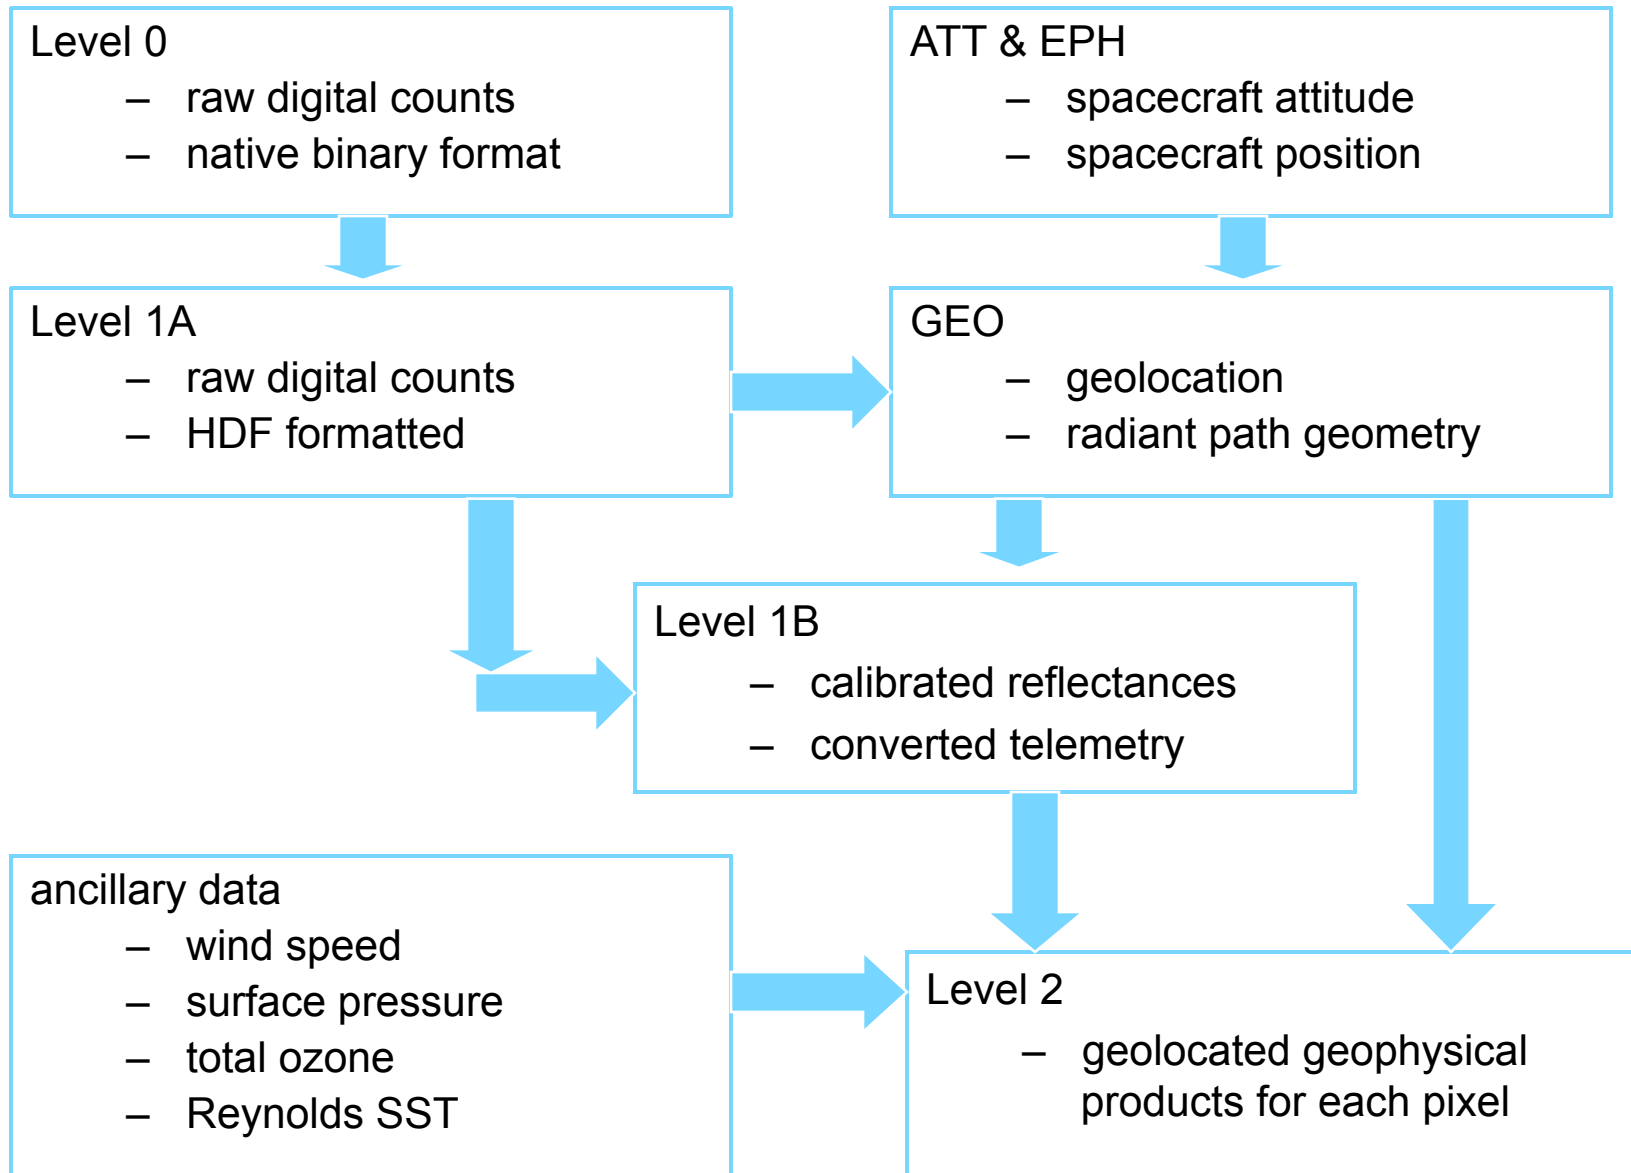 Level 0
– raw digital counts
– native binary format
ATT & EPH
– spacecraft attitude
– spacecraft position
Level 1A
– raw digital counts
– HDF formatted
GEO
– geolocation
– radiant path geometry
Level 1B
– calibrated reflectances
– converted telemetry
ancillary data
– wind speed
– surface pressure
– total ozone
– Reynolds SST
Level 2
– geolocated geophysical
products for each pixel